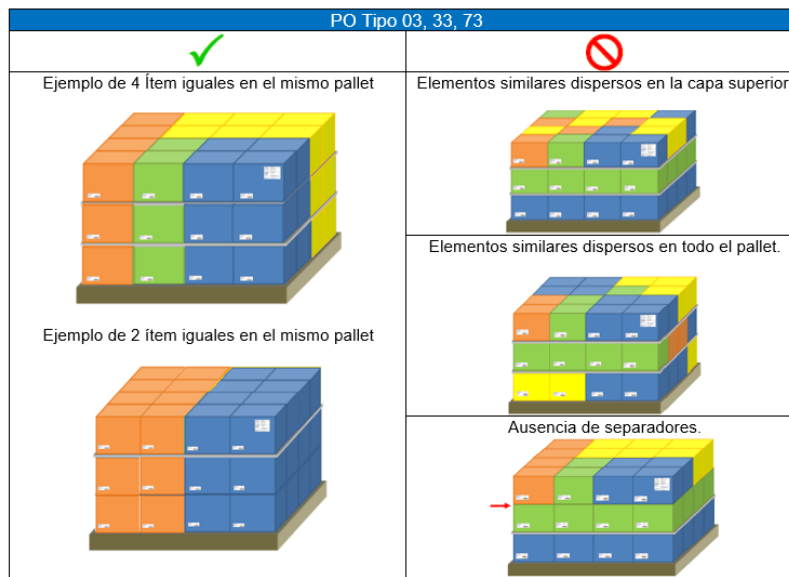 PO Tipo 03, 33, 73
Ejemplo de 4 Ítem iguales en el mismo pallet
Elementos similares dispersos en la capa superior
Elementos similares dispersos en todo el pallet.
Ejemplo de 2 ítem iguales en el mismo pallet
Ausencia de separadores.